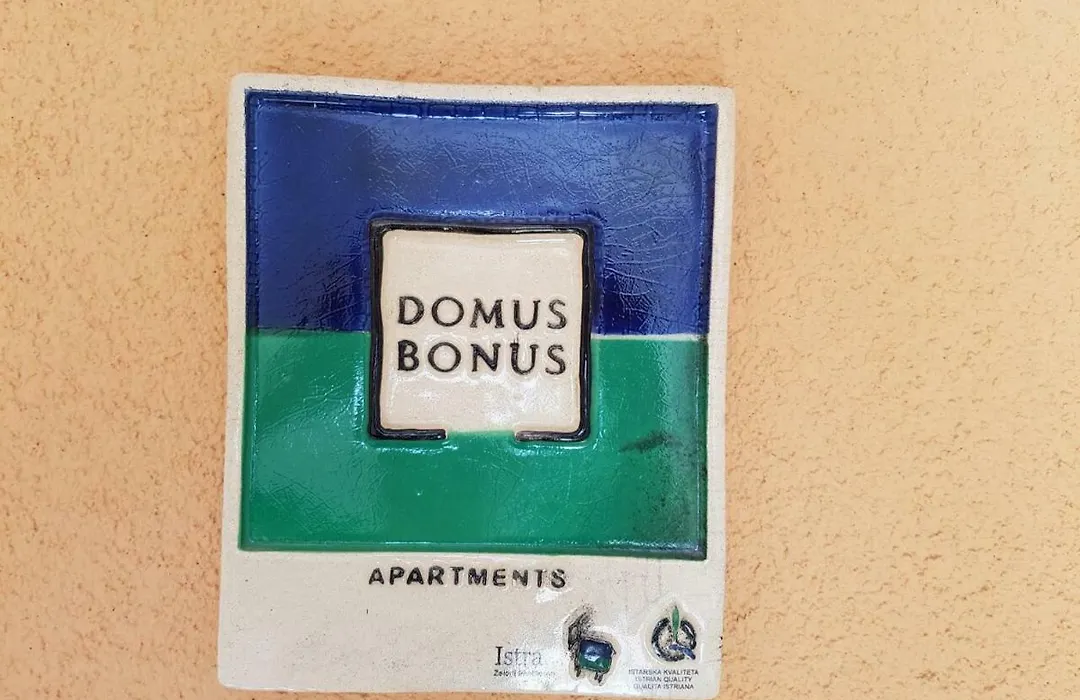 DOMUS
BONUS
APARTMENTS
Istra
ISTARSKA KVALITETA
ISTRIAN QUALITY
QUALITÀ ISTRIANA